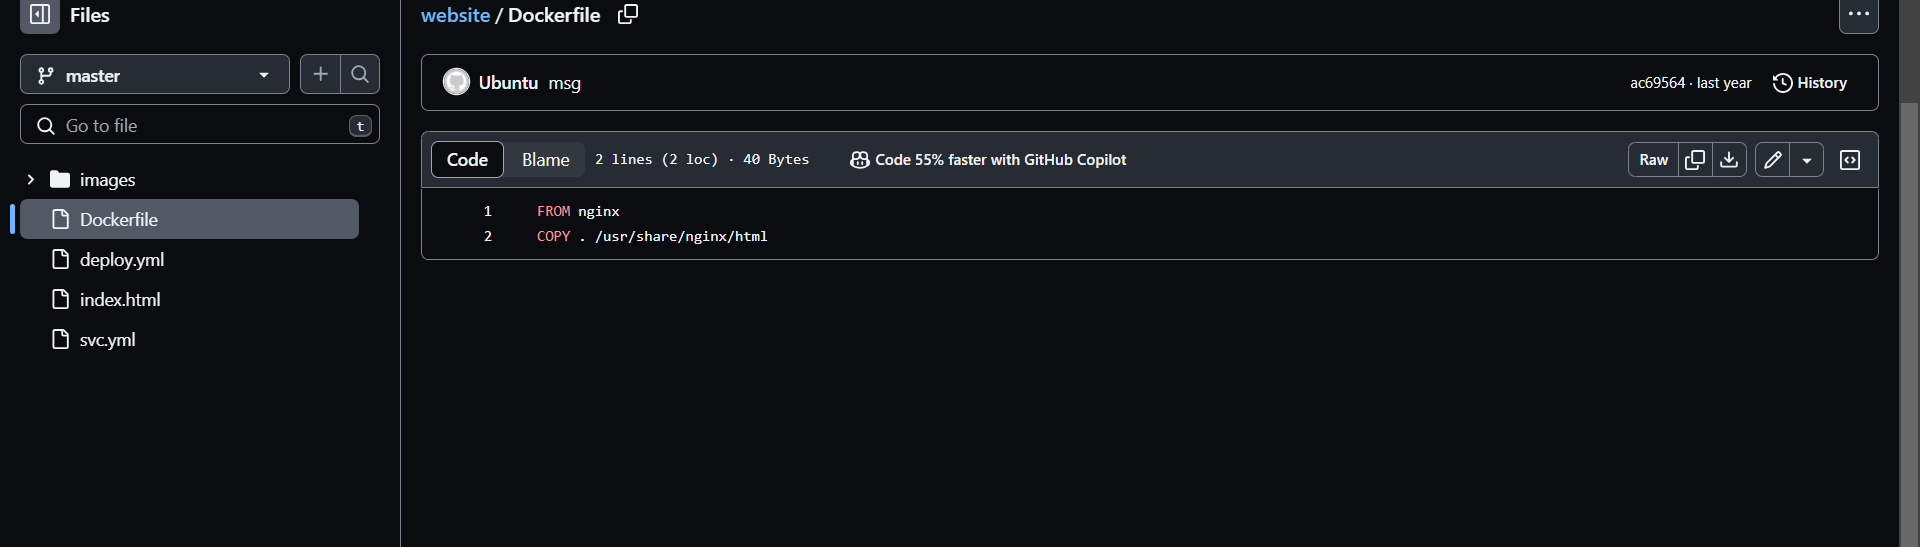 Files
master
Go to file
t
images
Dockerfile
deploy.yml
index.html
svc.yml
website / Dockerfile
Ubuntu msg
ac69564 · last year
History
Code Blame 2 lines (2 loc) · 40 Bytes
Code 55% faster with GitHub Copilot
Raw
1 FROM nginx
2 COPY . /usr/share/nginx/html